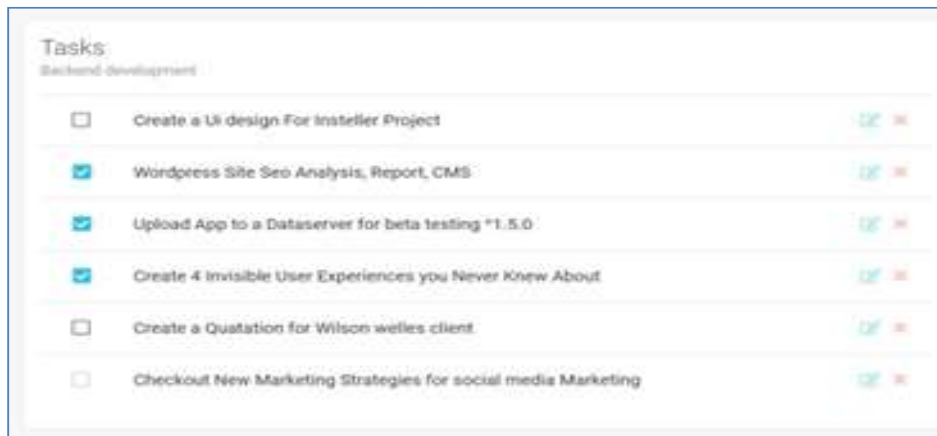 Tasks
Backend development
Create a Ui design For Insteller Project
Wordpress Site Seo Analysis, Report, CMS
Upload App to a Dataserver for beta testing *1.5.0
Create 4 Invisible User Experiences you Never Knew About
Create a Quatation for Wilson welles client
Checkout New Marketing Strategies for social media Marketing